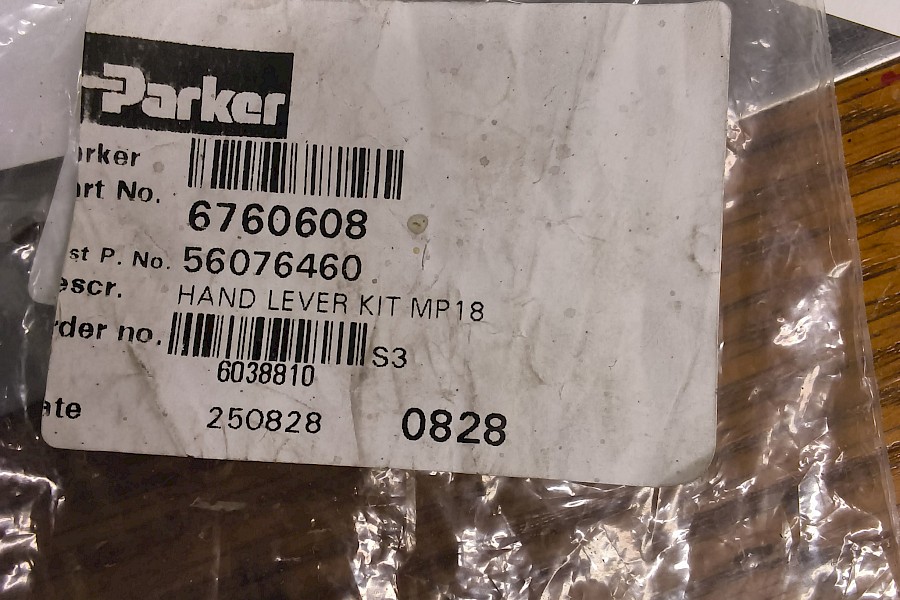 Parker
rker
rt No.
6760608
st P. No. 56076460
escr. HAND LEVER KIT MP18
rder no. S3
6038810
ate 250828 0828